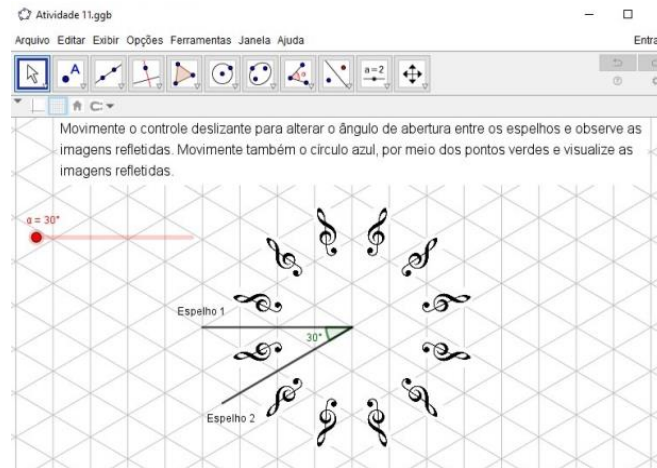 Atividade 11.ggb
Arquivo Editar Exibir Opções Ferramentas Janela Ajuda
Entra
A
α
a=2
Movimente o controle deslizante para alterar o ângulo de abertura entre os espelhos e observe as
imagens refletidas. Movimente também o círculo azul, por meio dos pontos verdes e visualize as
imagens refletidas.
α = 30°
Espelho 1
30°
Espelho 2